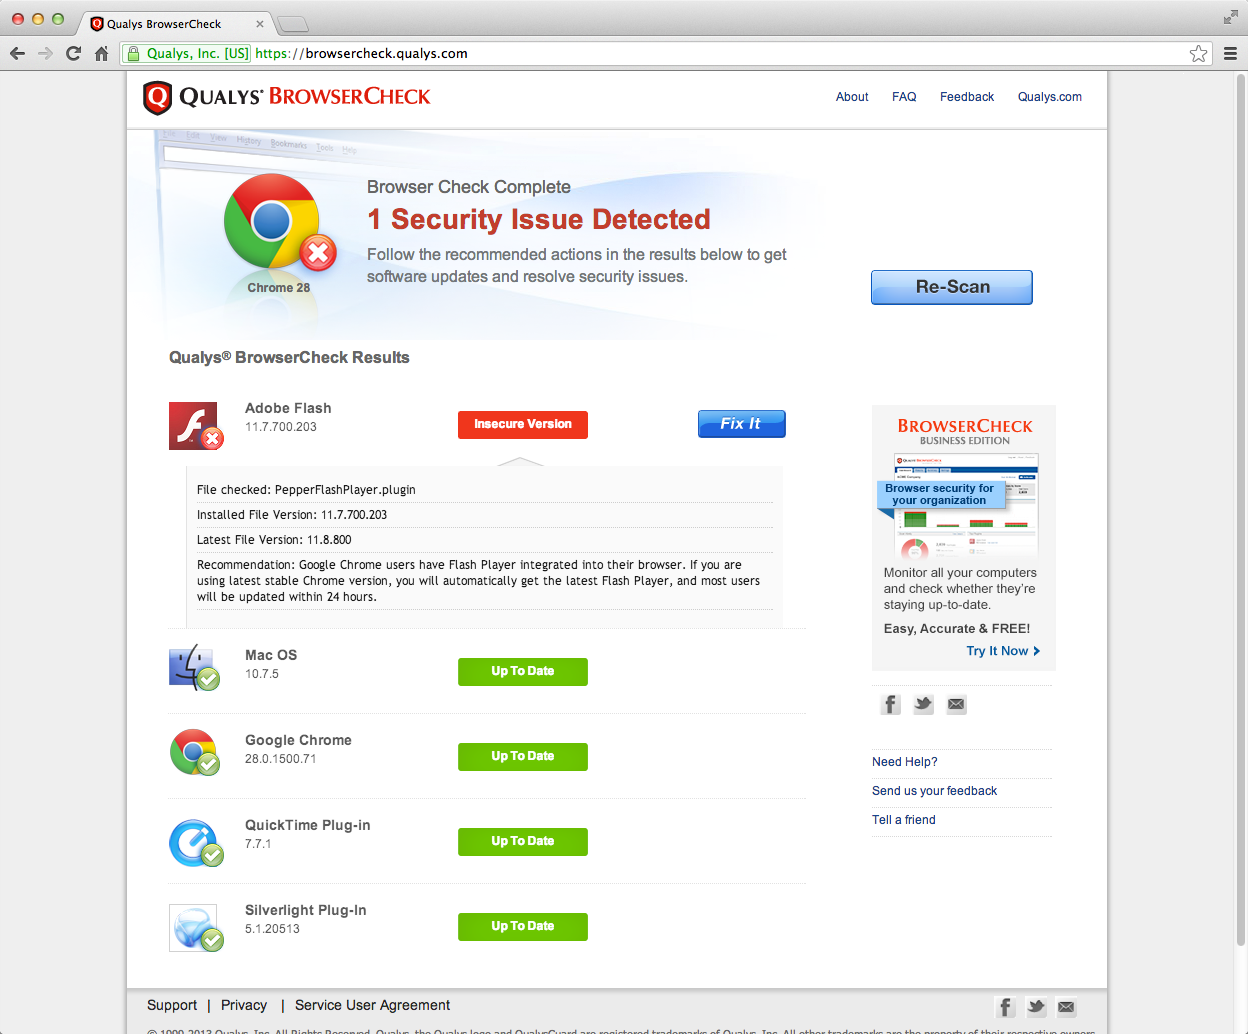 Qualys BrowserCheck
Qualys, Inc. [US] https://browsercheck.qualys.com
QUALYS® BROWSERCHECK
About FAQ Feedback Qualys.com
File Edit View History Bookmarks Tools Help
Browser Check Complete
1 Security Issue Detected
Follow the recommended actions in the results below to get
software updates and resolve security issues.
Chrome 28
Re-Scan
Qualys® BrowserCheck Results
Adobe Flash
11.7.700.203
Insecure Version
Fix It
File checked: PepperFlashPlayer.plugin
Installed File Version: 11.7.700.203
Latest File Version: 11.8.800
Recommendation: Google Chrome users have Flash Player integrated into their browser. If you are
using latest stable Chrome version, you will automatically get the latest Flash Player, and most users
will be updated within 24 hours.
Mac OS
10.7.5
Up To Date
Google Chrome
28.0.1500.71
Up To Date
QuickTime Plug-in
7.7.1
Up To Date
Silverlight Plug-In
5.1.20513
Up To Date
BROWSERCHECK
BUSINESS EDITION
Browser security for
your organization
Monitor all your computers
and check whether they're
staying up-to-date.
Easy, Accurate & FREE!
Try It Now
Need Help?
Send us your feedback
Tell a friend
Support | Privacy | Service User Agreement
© 1999-2013 Qualys, Inc. All Rights Reserved. Qualys, the Qualys logo and QualysGuard are registered trademarks of Qualys, Inc. All other trademarks are the property of their respective owners.